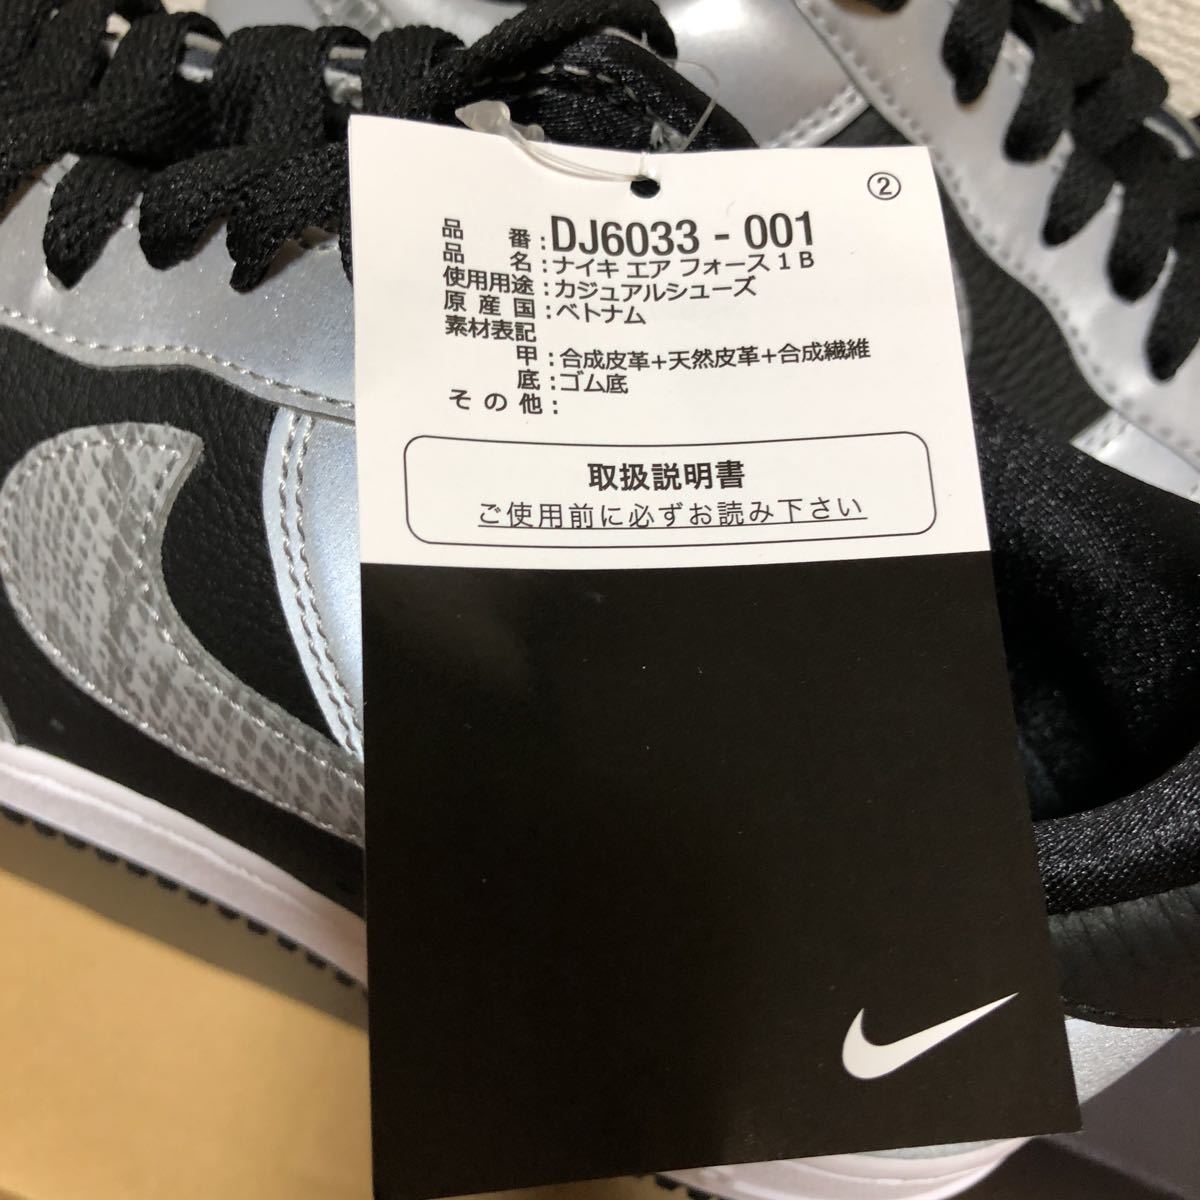 ②
品番:DJ6033 - 001
品名:ナイキ エア フォース 1 B
使用用途:カジュアルシューズ
原産国:ベトナム
素材表記
甲:合成皮革+天然皮革+合成繊維
底:ゴム底
その他:
取扱説明書
ご使用前に必ずお読み下さい